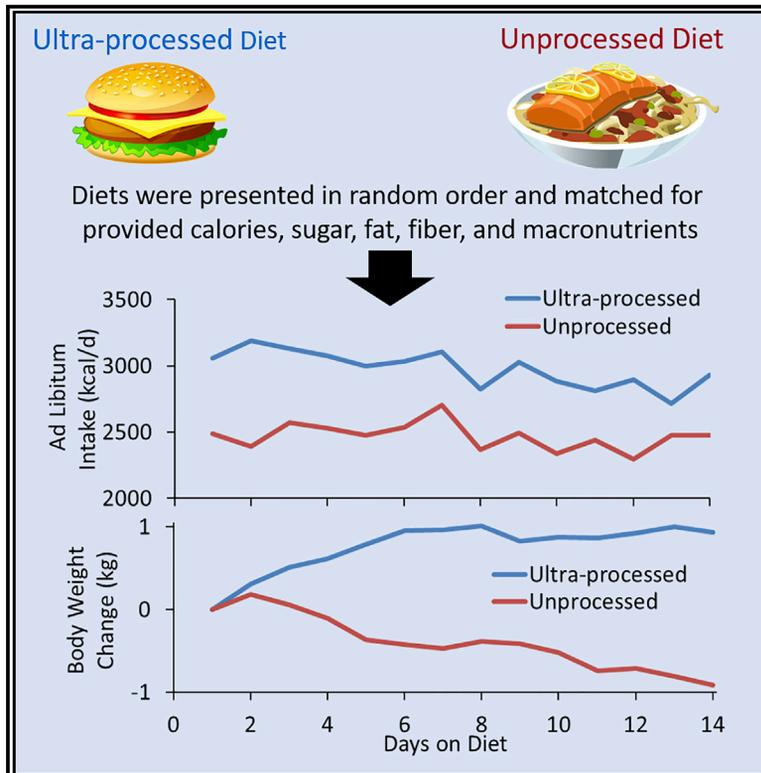 Ultra-processed Diet
Unprocessed Diet
Diets were presented in random order and matched for
provided calories, sugar, fat, fiber, and macronutrients
3500
3000
2500
2000
Ad Libitum
Intake (kcal/d)
Ultra-processed
Unprocessed
1
0
-1
Body Weight
Change (kg)
Ultra-processed
Unprocessed
0 2 4 6 8 10 12 14
Days on Diet